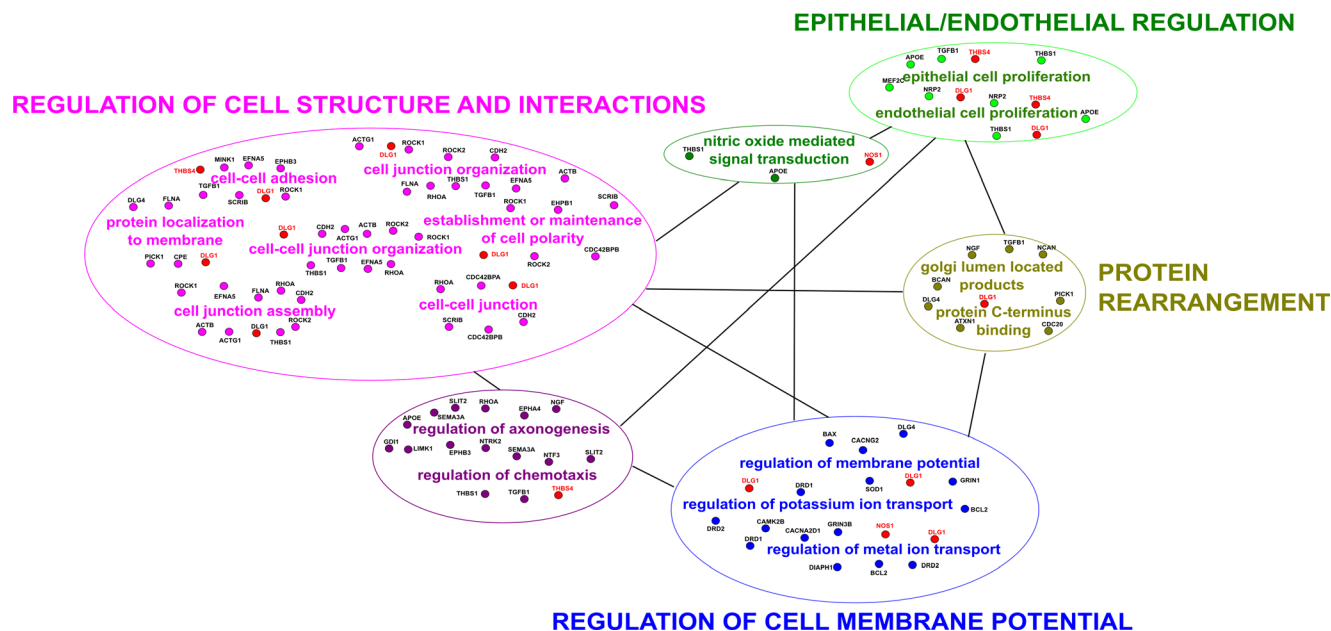 EPITHELIAL/ENDOTHELIAL REGULATION
APOE
TGFB1
THBS4
THBS1
epithelial cell proliferation
MEF2C
NRP2
DLG1
NRP2
THBS4
endothelial cell proliferation
APOE
THBS1
DLG1
REGULATION OF CELL STRUCTURE AND INTERACTIONS
nitric oxide mediated
signal transduction
THBS1
NOS1
APOE
ACTG1
DLG1
ROCK1
ROCK2
CDH2
cell junction organization
ACTB
FLNA
RHOA
THBS1
TGFB1
EFNA5
MINK1
EFNA5
EPHB3
THBS4
cell-cell adhesion
TGFB1
SCRIB
DLG1
ROCK1
DLG4
FLNA
protein localization
to membrane
PICK1
CPE
DLG1
ROCK1
EHPB1
SCRIB
establishment or maintenance
of cell polarity
DLG1
ROCK2
CDC42BPB
DLG1
CDH2
ACTG1
ACTB
ROCK2
ROCK1
cell-cell junction organization
THBS1
TGFB1
EFNA5
RHOA
ROCK1
EFNA5
FLNA
RHOA
CDH2
cell junction assembly
ACTB
ACTG1
DLG1
THBS1
ROCK2
RHOA
CDC42BPA
DLG1
cell-cell junction
SCRIB
CDC42BPB
CDH2
NGF
TGFB1
NCAN
golgi lumen located
products
BCAN
DLG4
DLG1
PICK1
protein C-terminus
binding
ATXN1
CDC20
PROTEIN
REARRANGEMENT
APOE
SEMA3A
SLIT2
RHOA
EPHA4
NGF
regulation of axonogenesis
GDI1
LIMK1
EPHB3
NTRK2
SEMA3A
NTF3
SLIT2
regulation of chemotaxis
THBS1
TGFB1
THBS4
BAX
CACNG2
DLG4
regulation of membrane potential
DLG1
DRD1
SOD1
DLG1
GRIN1
regulation of potassium ion transport
BCL2
DRD2
CAMK2B
DRD1
CACNA2D1
GRIN3B
NOS1
DLG1
regulation of metal ion transport
DIAPH1
BCL2
DRD2
REGULATION OF CELL MEMBRANE POTENTIAL